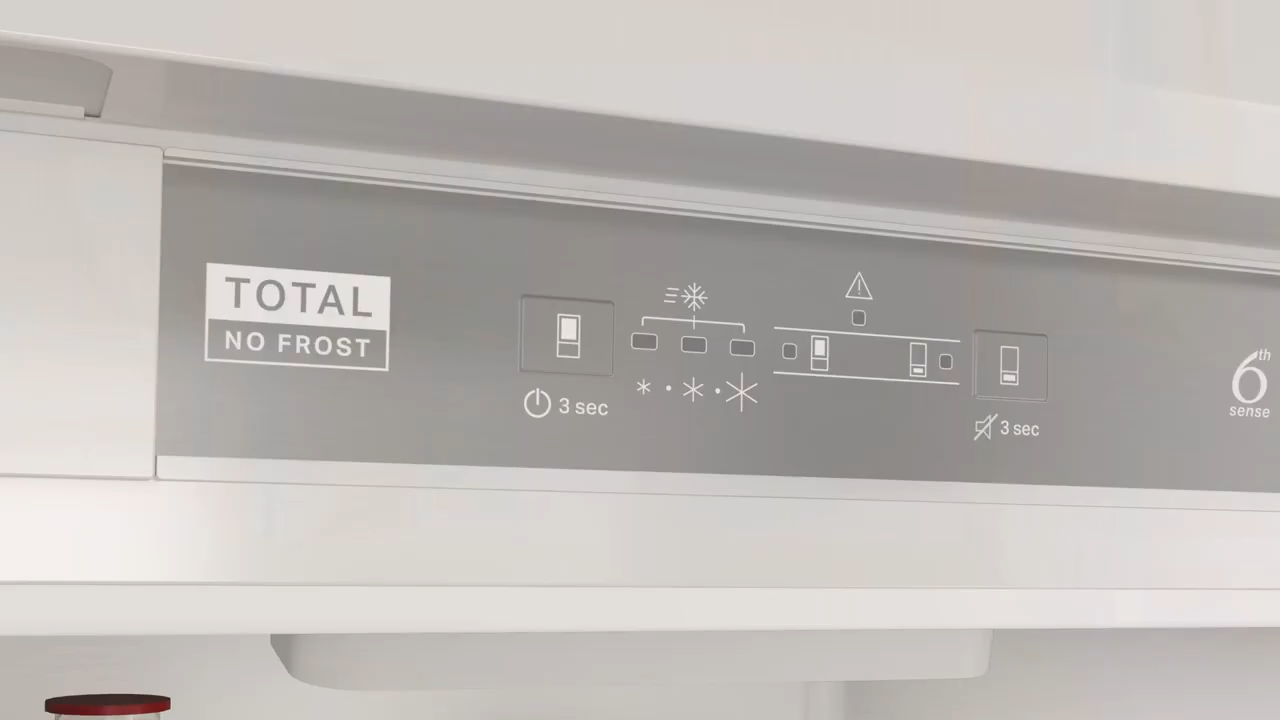 TOTAL
NO FROST
3 sec
3 sec
6th
sense